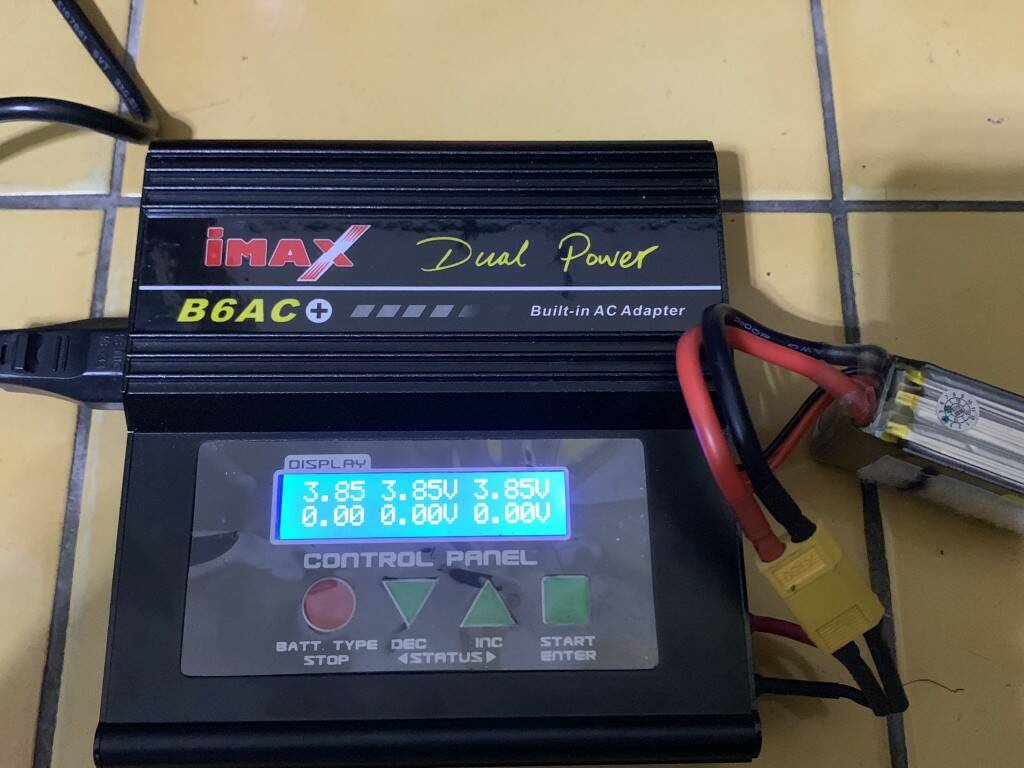 iMAX Dual Power
B6AC+ Built-in AC Adapter
DISPLAY
3.85 3.85V 3.85V
0.00 0.00V 0.00V
CONTROL PANEL
BATT. TYPE DEC INC START
STOP ◄STATUS► ENTER